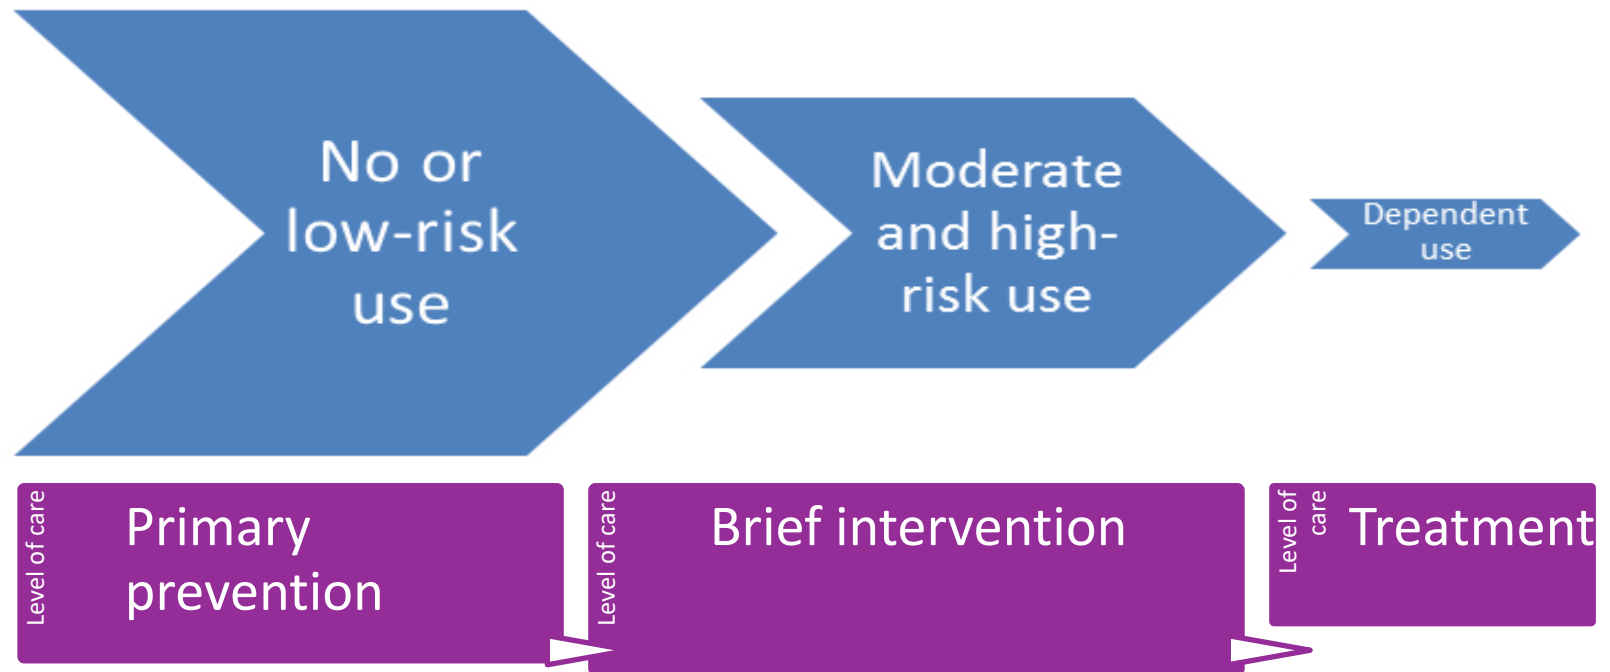 No or
low-risk
use
Moderate
and high-
risk use
Dependent
use
Level of care
Primary
prevention
Level of care
Brief intervention
Level of
care
Treatment